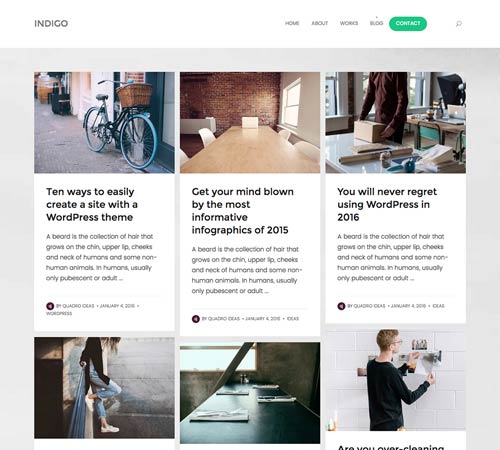 INDIGO
HOME ABOUT WORKS BLOG CONTACT
Ten ways to easily
create a site with a
WordPress theme
A beard is the collection of hair that
grows on the chin, upper lip, cheeks
and neck of humans and some non-
human animals. In humans, usually
only pubescent or adult ...
BY QUADRO IDEAS • JANUARY 4, 2016 •
WORDPRESS
Get your mind blown
by the most
informative
infographics of 2015
A beard is the collection of hair that
grows on the chin, upper lip, cheeks
and neck of humans and some non-
human animals. In humans, usually
only pubescent or adult ...
BY QUADRO IDEAS • JANUARY 4, 2016 • IDEAS
You will never regret
using WordPress in
2016
A beard is the collection of hair that
grows on the chin, upper lip, cheeks
and neck of humans and some non-
human animals. In humans, usually
only pubescent or adult ...
BY QUADRO IDEAS • JANUARY 4, 2016 • IDEAS
Are you over-cleaning